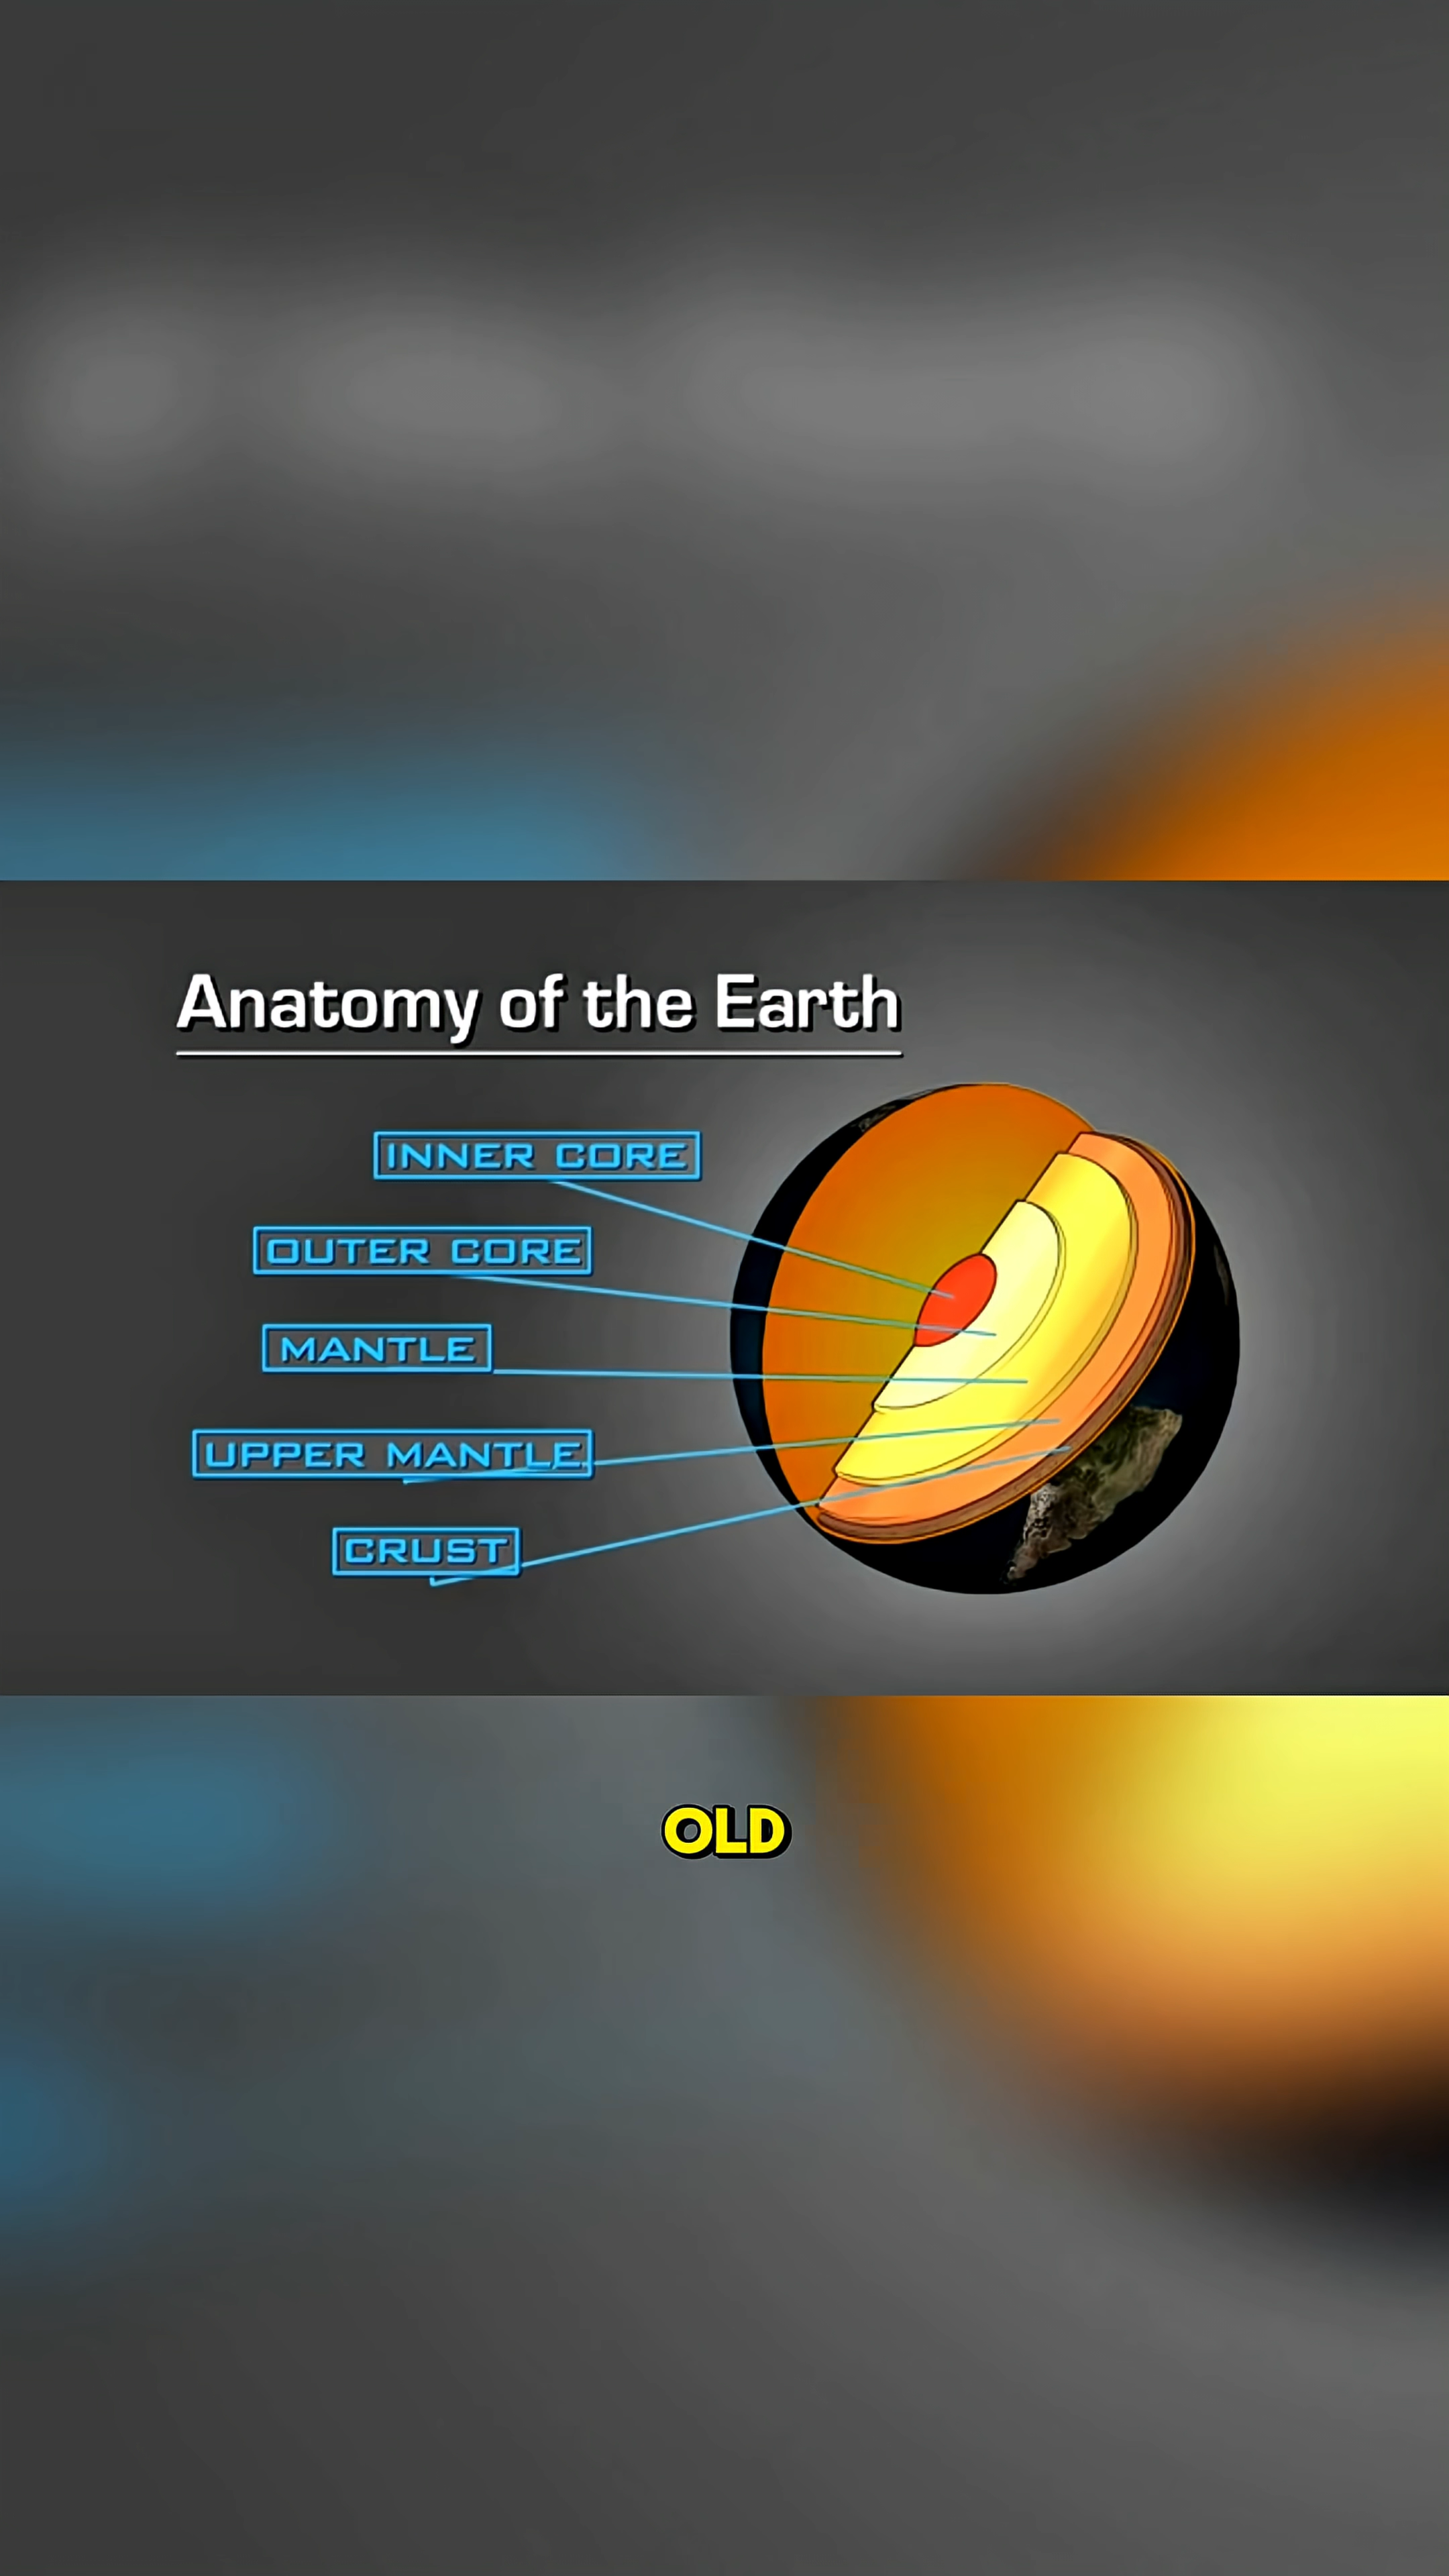 Anatomy of the Earth
INNER CORE
OUTER CORE
MANTLE
UPPER MANTLE
CRUST
OLD